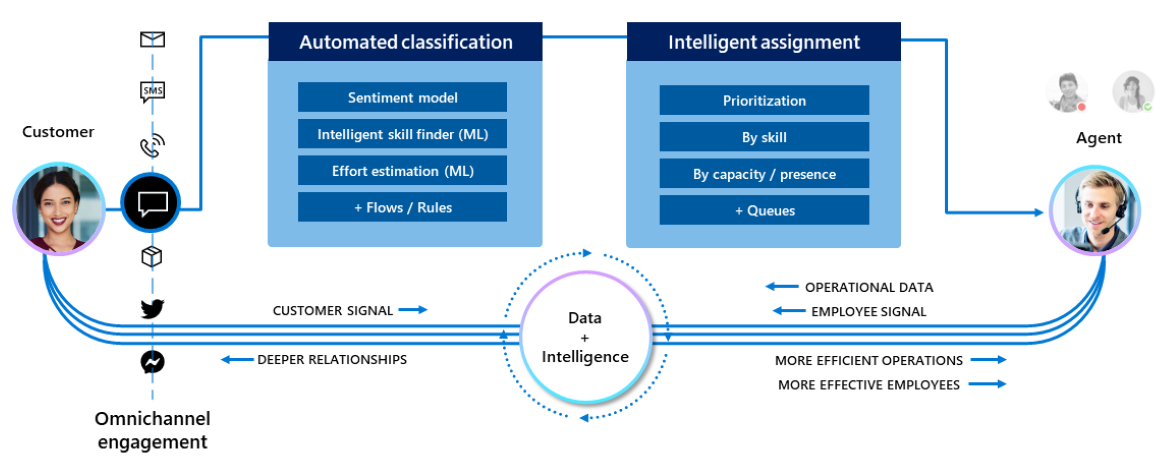 Automated classification
Intelligent assignment
SMS
Sentiment model
Intelligent skill finder (ML)
Effort estimation (ML)
+ Flows / Rules
Prioritization
By skill
By capacity / presence
+ Queues
Customer
Agent
CUSTOMER SIGNAL
DEEPER RELATIONSHIPS
Data
+
Intelligence
OPERATIONAL DATA
EMPLOYEE SIGNAL
MORE EFFICIENT OPERATIONS
MORE EFFECTIVE EMPLOYEES
Omnichannel
engagement